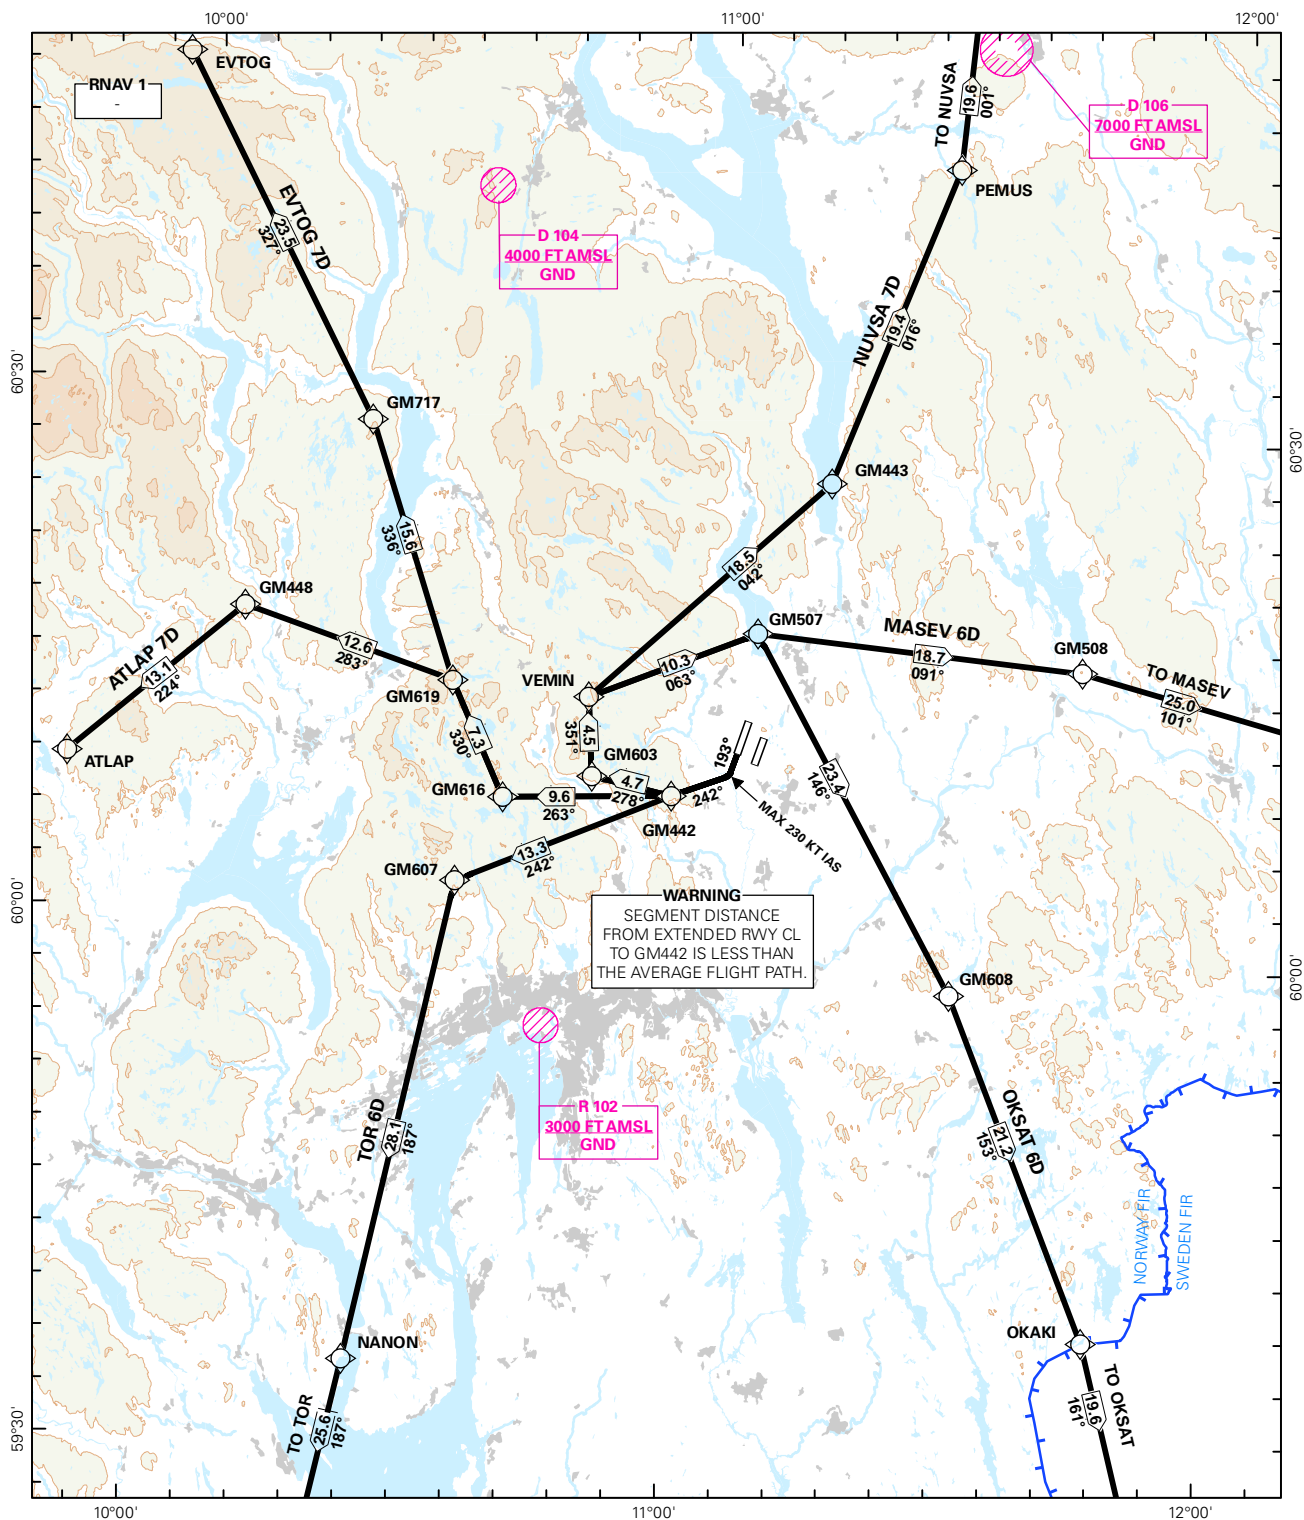 10°00'
11°00'
12°00'
EVTOG
RNAV 1
-
TO NUVSA
19.6
001°
D 106
7000 FT AMSL
GND
PEMUS
EVTOG 7D
23.5
327°
D 104
4000 FT AMSL
GND
NUVSA 7D
19.4
016°
60°30'
GM717
60°30'
GM443
15.6
336°
18.5
042°
GM448
GM507
MASEV 6D
18.7
091°
GM508
ATLAP 7D
13.1
224°
12.6
283°
10.3
063°
VEMIN
GM619
TO MASEV
25.0
101°
7.3
330°
4.5
351°
193°
ATLAP
GM603
4.7
278°
GM616
9.6
263°
242°
23.4
146°
MAX 230 KT IAS
GM442
13.3
242°
GM607
60°00'
WARNING
SEGMENT DISTANCE
FROM EXTENDED RWY CL
TO GM442 IS LESS THAN
THE AVERAGE FLIGHT PATH.
60°00'
GM608
R 102
3000 FT AMSL
GND
TOR 6D
28.1
187°
OKSAT 6D
21.2
153°
NORWAY FIR
SWEDEN FIR
NANON
OKAKI
TO TOR
25.6
187°
TO OKSAT
19.6
161°
59°30'
10°00'
11°00'
12°00'